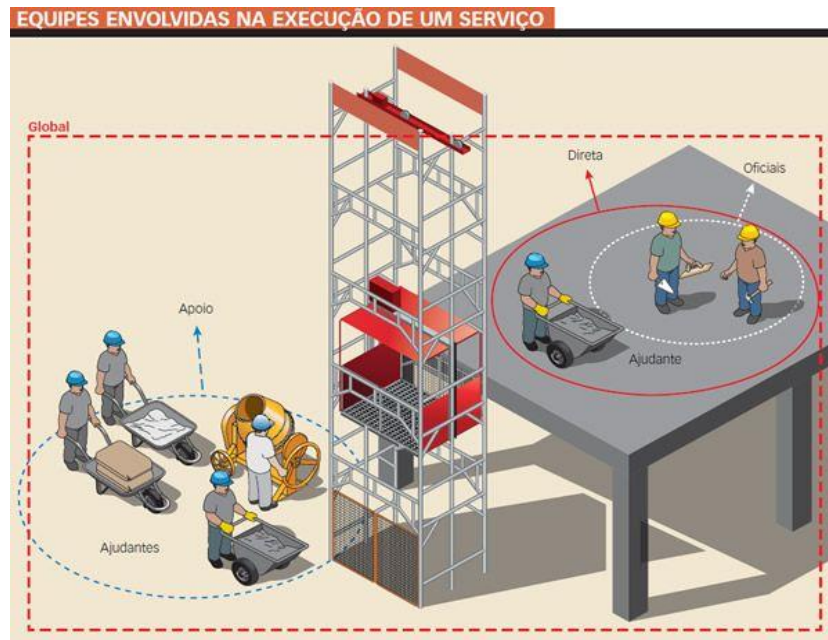 EQUIPES ENVOLVIDAS NA EXECUÇÃO DE UM SERVIÇO
Global
Direta
Oficiais
Apoio
Ajudante
Ajudantes